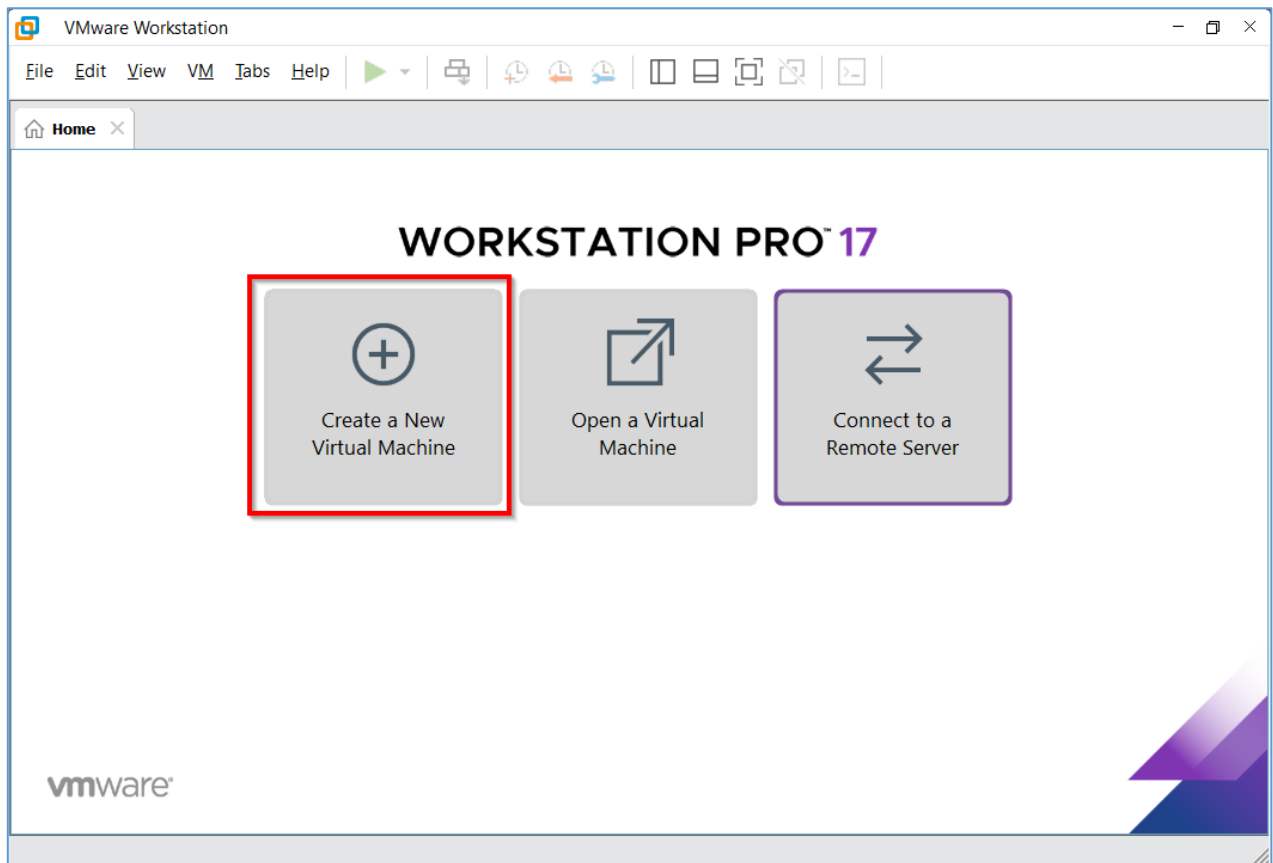 VMware Workstation
File Edit View VM Tabs Help
Home
WORKSTATION PRO™ 17
Create a New
Virtual Machine
Open a Virtual
Machine
Connect to a
Remote Server
vmware®